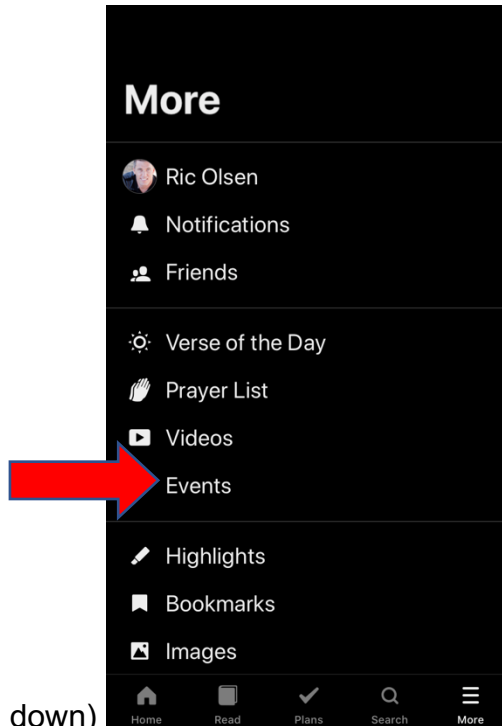 More
Ric Olsen
Notifications
Friends
Verse of the Day
Prayer List
Videos
Events
Highlights
Bookmarks
Images
Home Read Plans Search More
down)